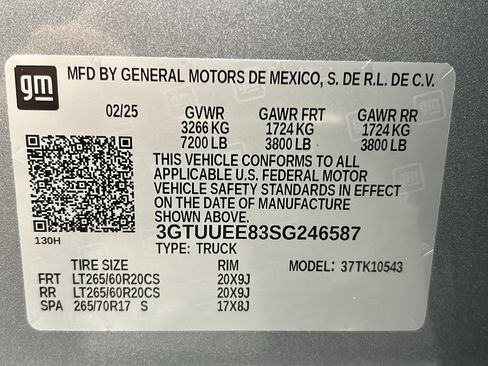 gm MFD BY GENERAL MOTORS DE MEXICO, S. DE R.L. DE C.V.
02/25 GVWR GAWR FRT GAWR RR
3266 KG 1724 KG 1724 KG
7200 LB 3800 LB 3800 LB
THIS VEHICLE CONFORMS TO ALL
APPLICABLE U.S. FEDERAL MOTOR
VEHICLE SAFETY STANDARDS IN EFFECT
ON THE DATE OF MANUFACTURE
SHOWN ABOVE.
130H
3GTUUEE83SG246587
TYPE: TRUCK
TIRE SIZE RIM MODEL: 37TK10543
FRT LT265/60R20CS 20X9J
RR LT265/60R20CS 20X9J
SPA 265/70R17 S 17X8J